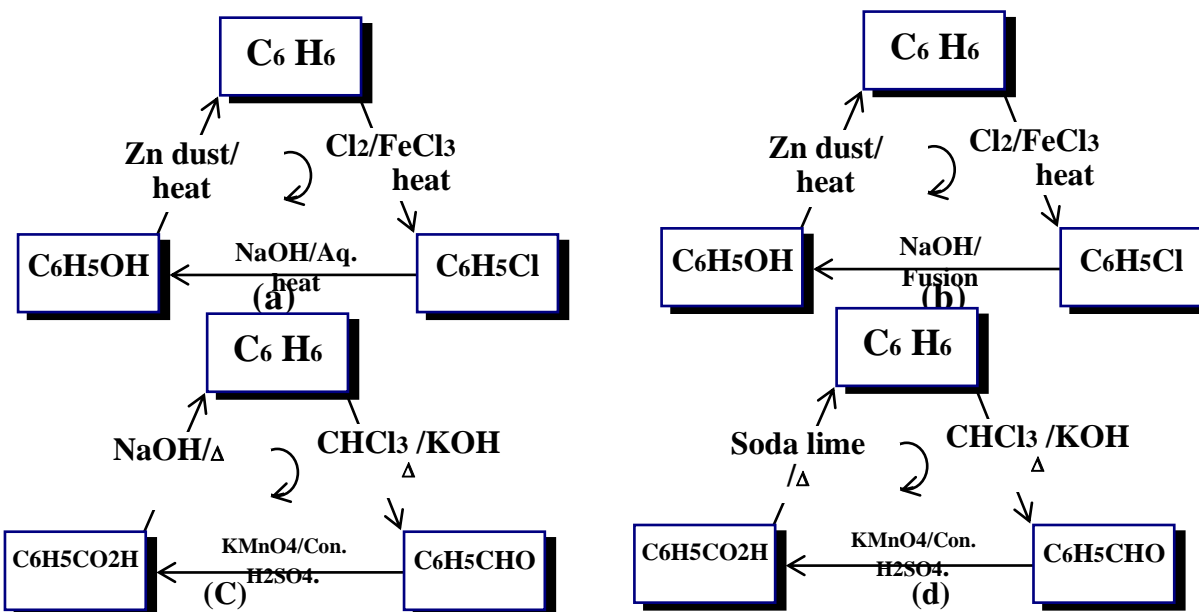 C6 H6
Zn dust/
heat
Cl2/FeCl3
heat
C6H5OH
NaOH/Aq.
heat
C6H5Cl
(a)
C6 H6
Zn dust/
heat
Cl2/FeCl3
heat
C6H5OH
NaOH/
Fusion
C6H5Cl
(b)
C6 H6
NaOH/Δ
CHCl3 /KOH
Δ
C6H5CO2H
KMnO4/Con.
H2SO4.
C6H5CHO
(C)
C6 H6
Soda lime
/Δ
CHCl3 /KOH
Δ
C6H5CO2H
KMnO4/Con.
H2SO4.
C6H5CHO
(d)